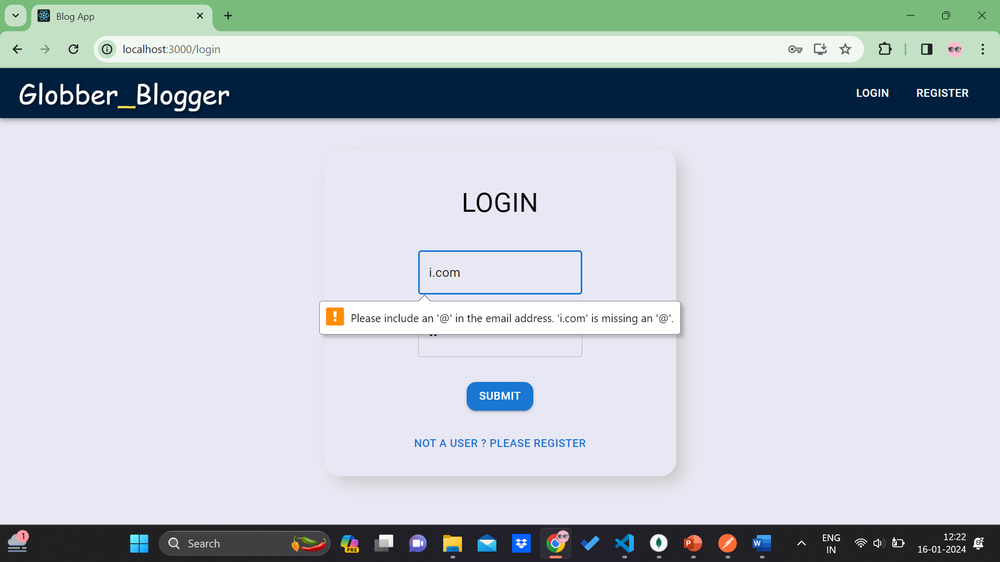 Blog App
localhost:3000/login
Globber_Blogger
LOGIN REGISTER
LOGIN
i.com
Please include an '@' in the email address. 'i.com' is missing an '@'.
SUBMIT
NOT A USER ? PLEASE REGISTER
1
Search
PRE
P
W
ENG
IN
12:22
16-01-2024